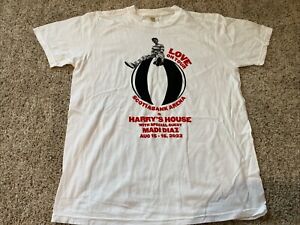 LOVE
ON TOUR
SCOTIABANK ARENA
HARRY'S HOUSE
WITH SPECIAL GUEST
MADI DIAZ
AUG 15 - 16, 2022